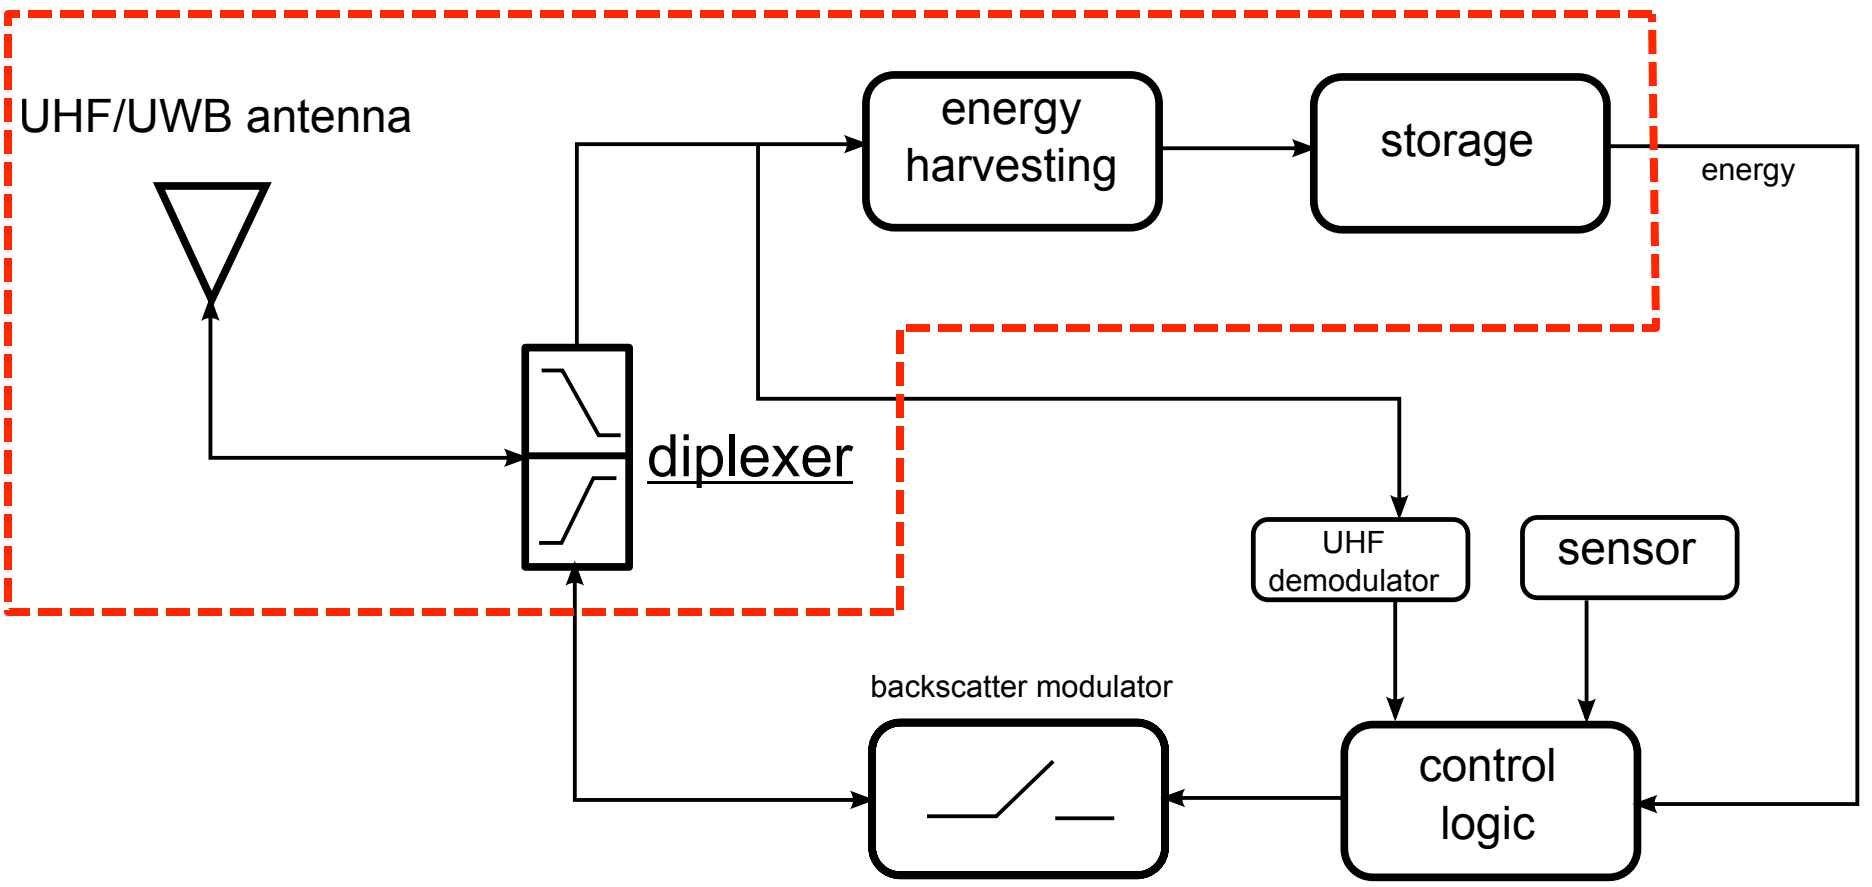 UHF/UWB antenna
energy
harvesting
storage
energy
diplexer
UHF
demodulator
sensor
backscatter modulator
control
logic